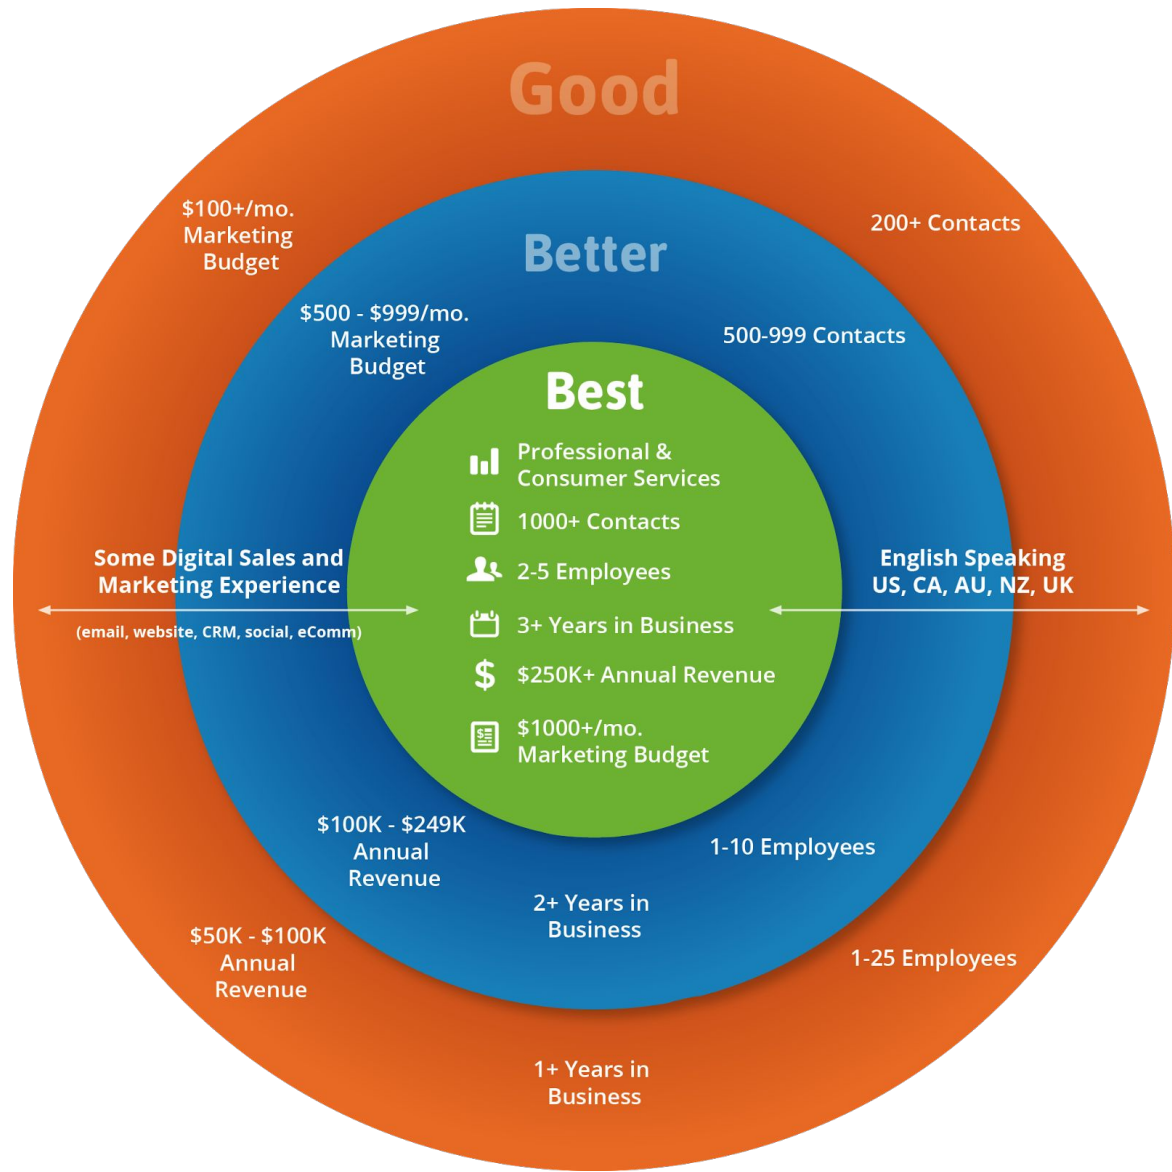 Good
$100+/mo.
Marketing
Budget
200+ Contacts
Better
$500 - $999/mo.
Marketing
Budget
500-999 Contacts
Best
Professional &
Consumer Services
1000+ Contacts
2-5 Employees
3+ Years in Business
$250K+ Annual Revenue
$1000+/mo.
Marketing Budget
Some Digital Sales and
Marketing Experience
(email, website, CRM, social, eComm)
English Speaking
US, CA, AU, NZ, UK
$100K - $249K
Annual
Revenue
1-10 Employees
2+ Years in
Business
$50K - $100K
Annual
Revenue
1-25 Employees
1+ Years in
Business